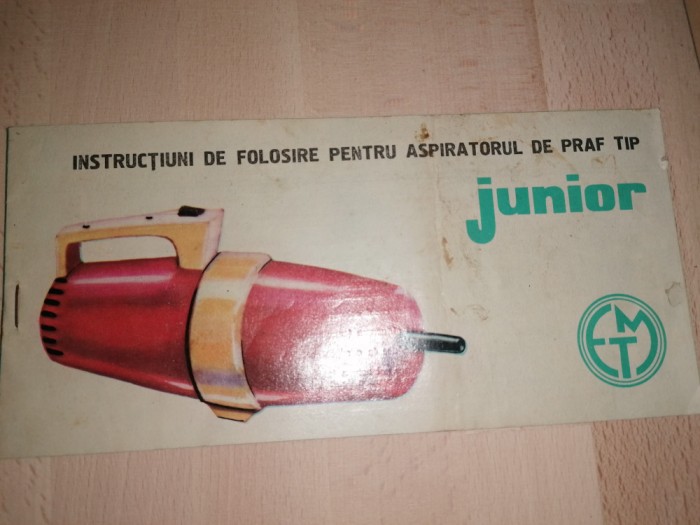 INSTRUCȚIUNI DE FOLOSIRE PENTRU ASPIRATORUL DE PRAF TIP
junior
EMT